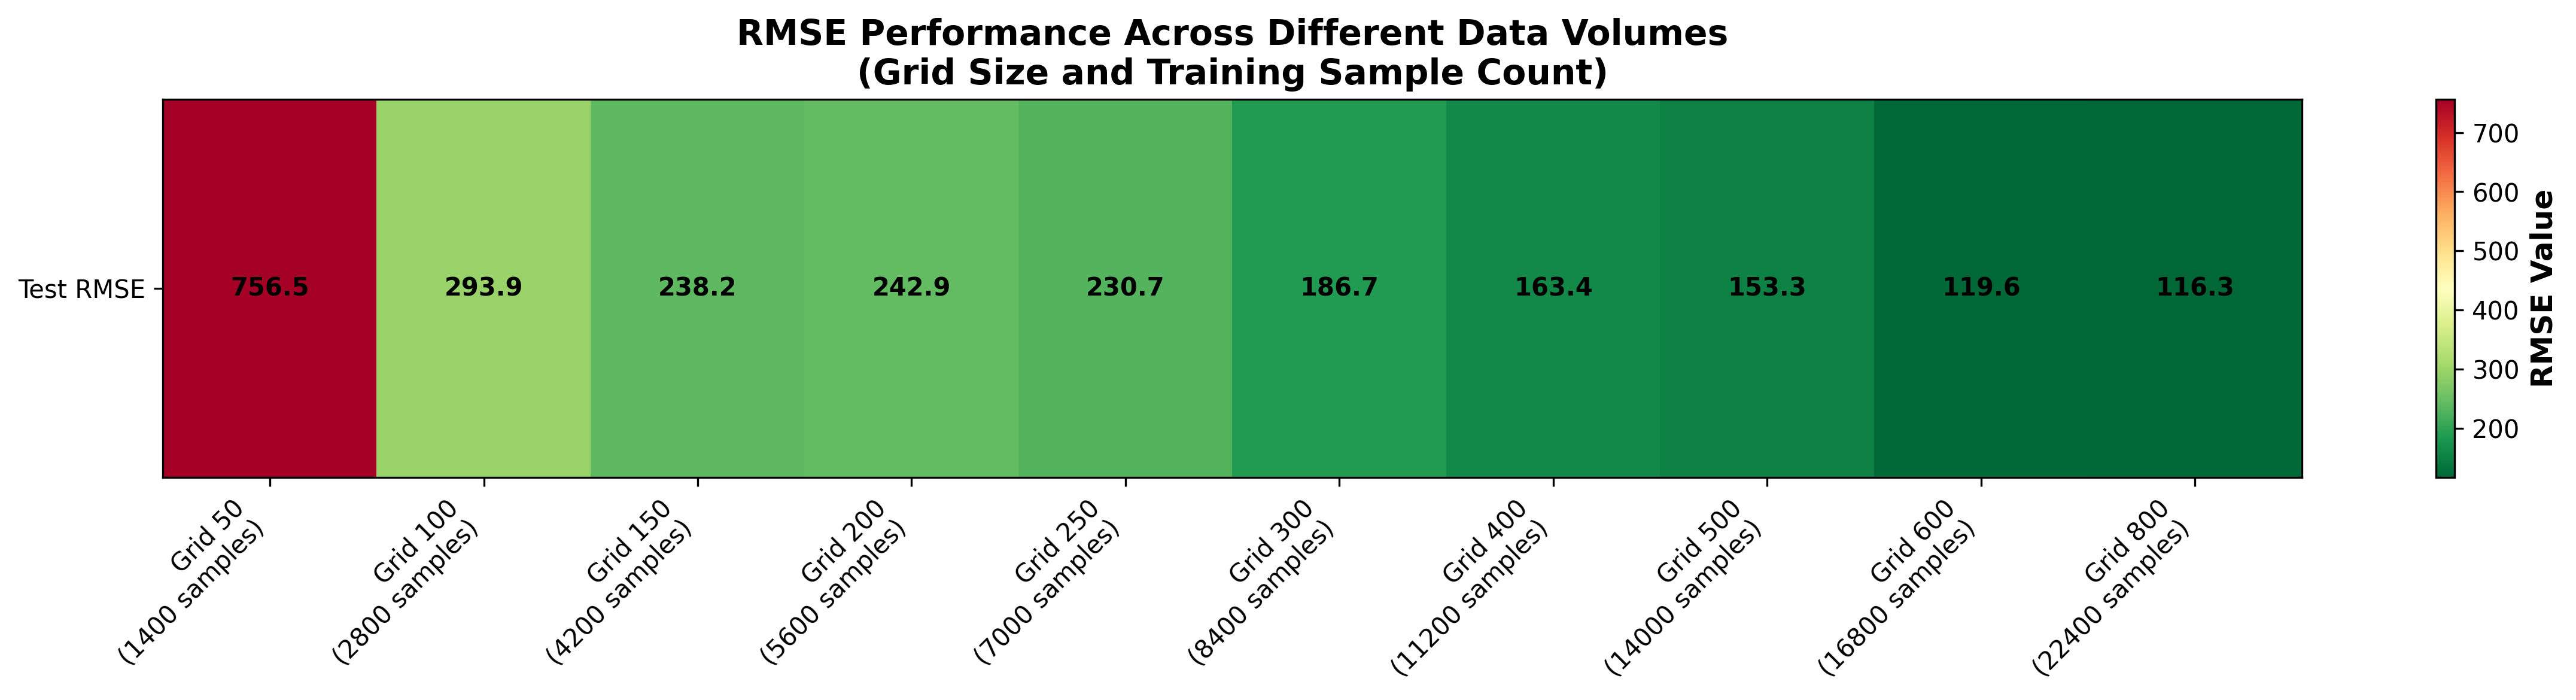 RMSE Performance Across Different Data Volumes
(Grid Size and Training Sample Count)
Test RMSE
756.5
293.9
238.2
242.9
230.7
186.7
163.4
153.3
119.6
116.3
Grid 50
(1400 samples)
Grid 100
(2800 samples)
Grid 150
(4200 samples)
Grid 200
(5600 samples)
Grid 250
(7000 samples)
Grid 300
(8400 samples)
Grid 400
(11200 samples)
Grid 500
(14000 samples)
Grid 600
(16800 samples)
Grid 800
(22400 samples)
700
600
500
400
300
200
RMSE Value